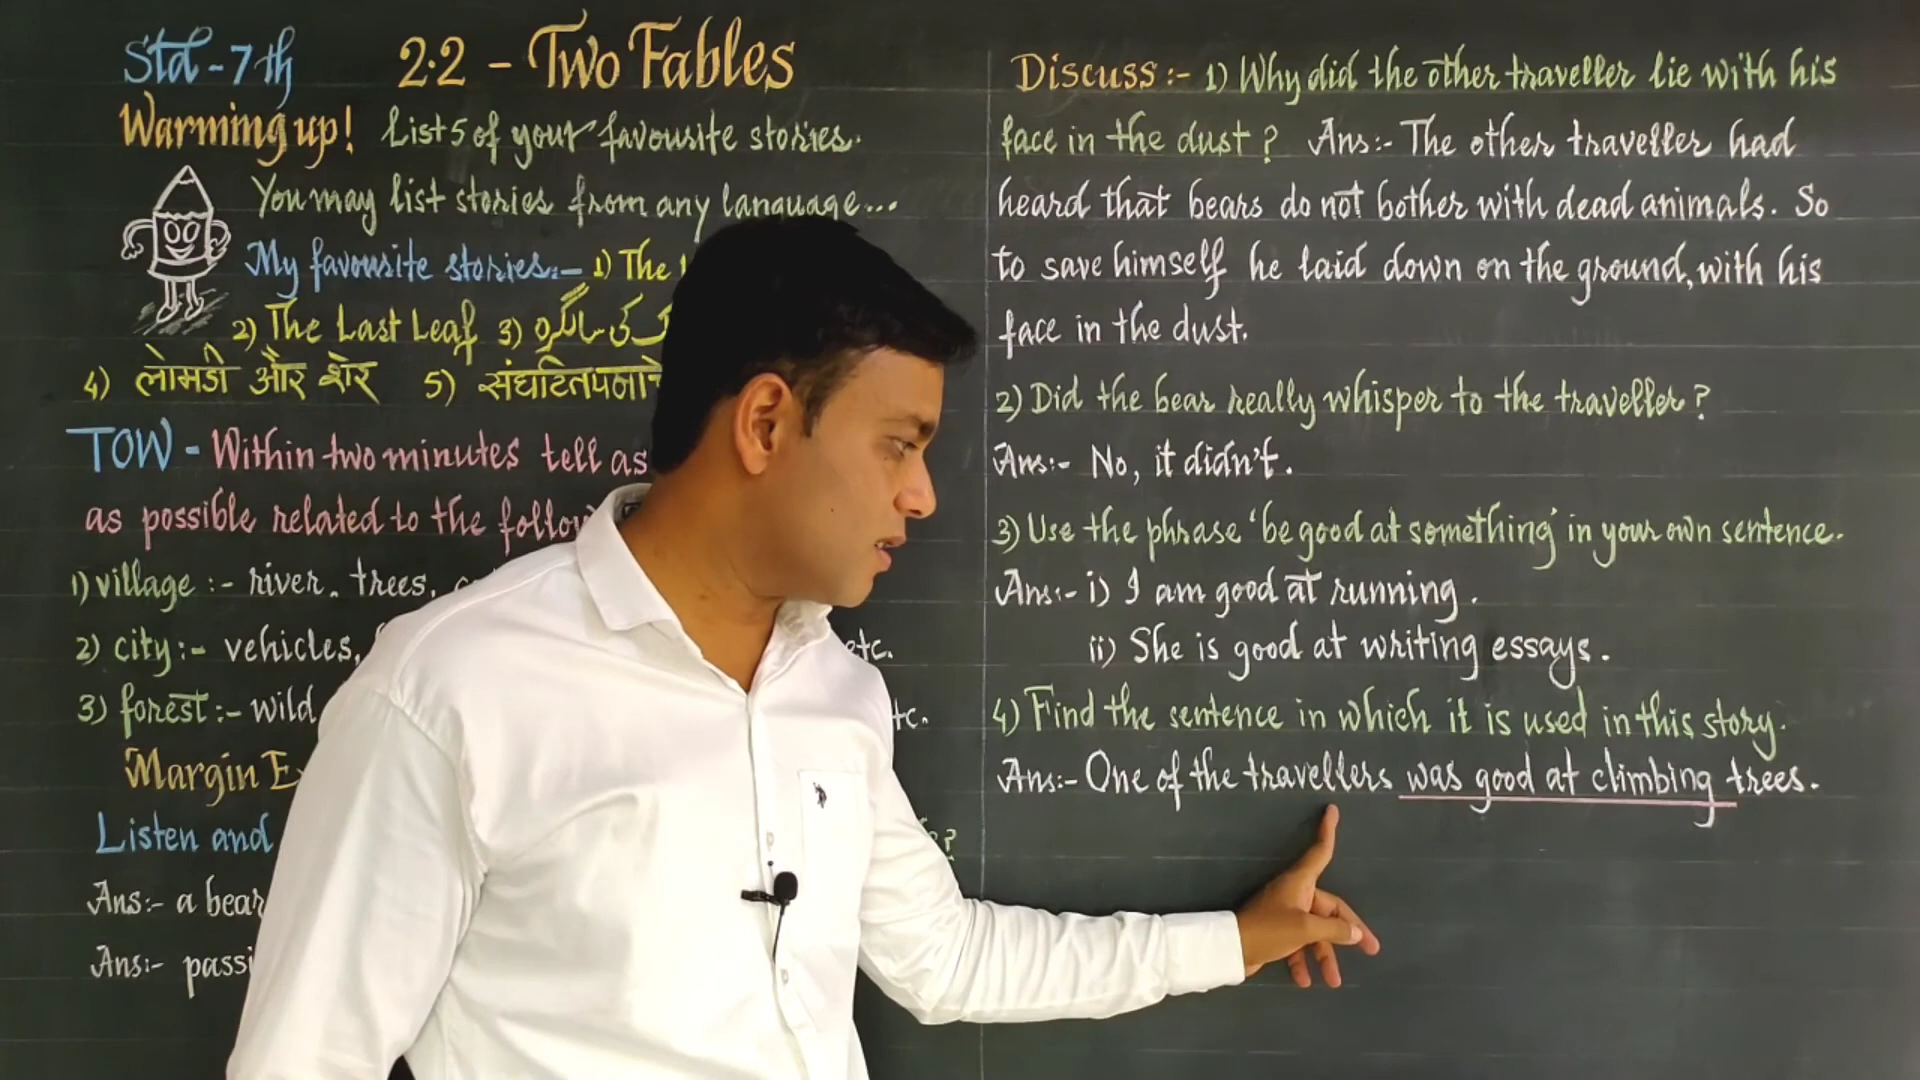 Std-7th 2.2 - Two Fables
Warming up! List 5 of your favourite stories.
You may list stories from any language...
My favourite stories:- 1) The
2) The Last Leaf 3) کی سالگرہ
4) लोमडी और शेर 5)
TOW - Within two minutes tell as
as possible related to the
1) village :- river, trees,
2) city :- vehicles, etc.
3) forest :- wild etc.
Margin
Listen and ?
Ans:- a bear
Ans:-
Discuss :- 1) Why did the other traveller lie with his
face in the dust ? Ans:- The other traveller had
heard that bears do not bother with dead animals. So
to save himself he laid down on the ground, with his
face in the dust.
2) Did the bear really whisper to the traveller ?
Ans:- No, it didn't.
3) Use the phrase 'be good at something' in your own sentence.
Ans:- i) I am good at running.
ii) She is good at writing essays.
4) Find the sentence in which it is used in this story.
Ans:- One of the travellers was good at climbing trees.